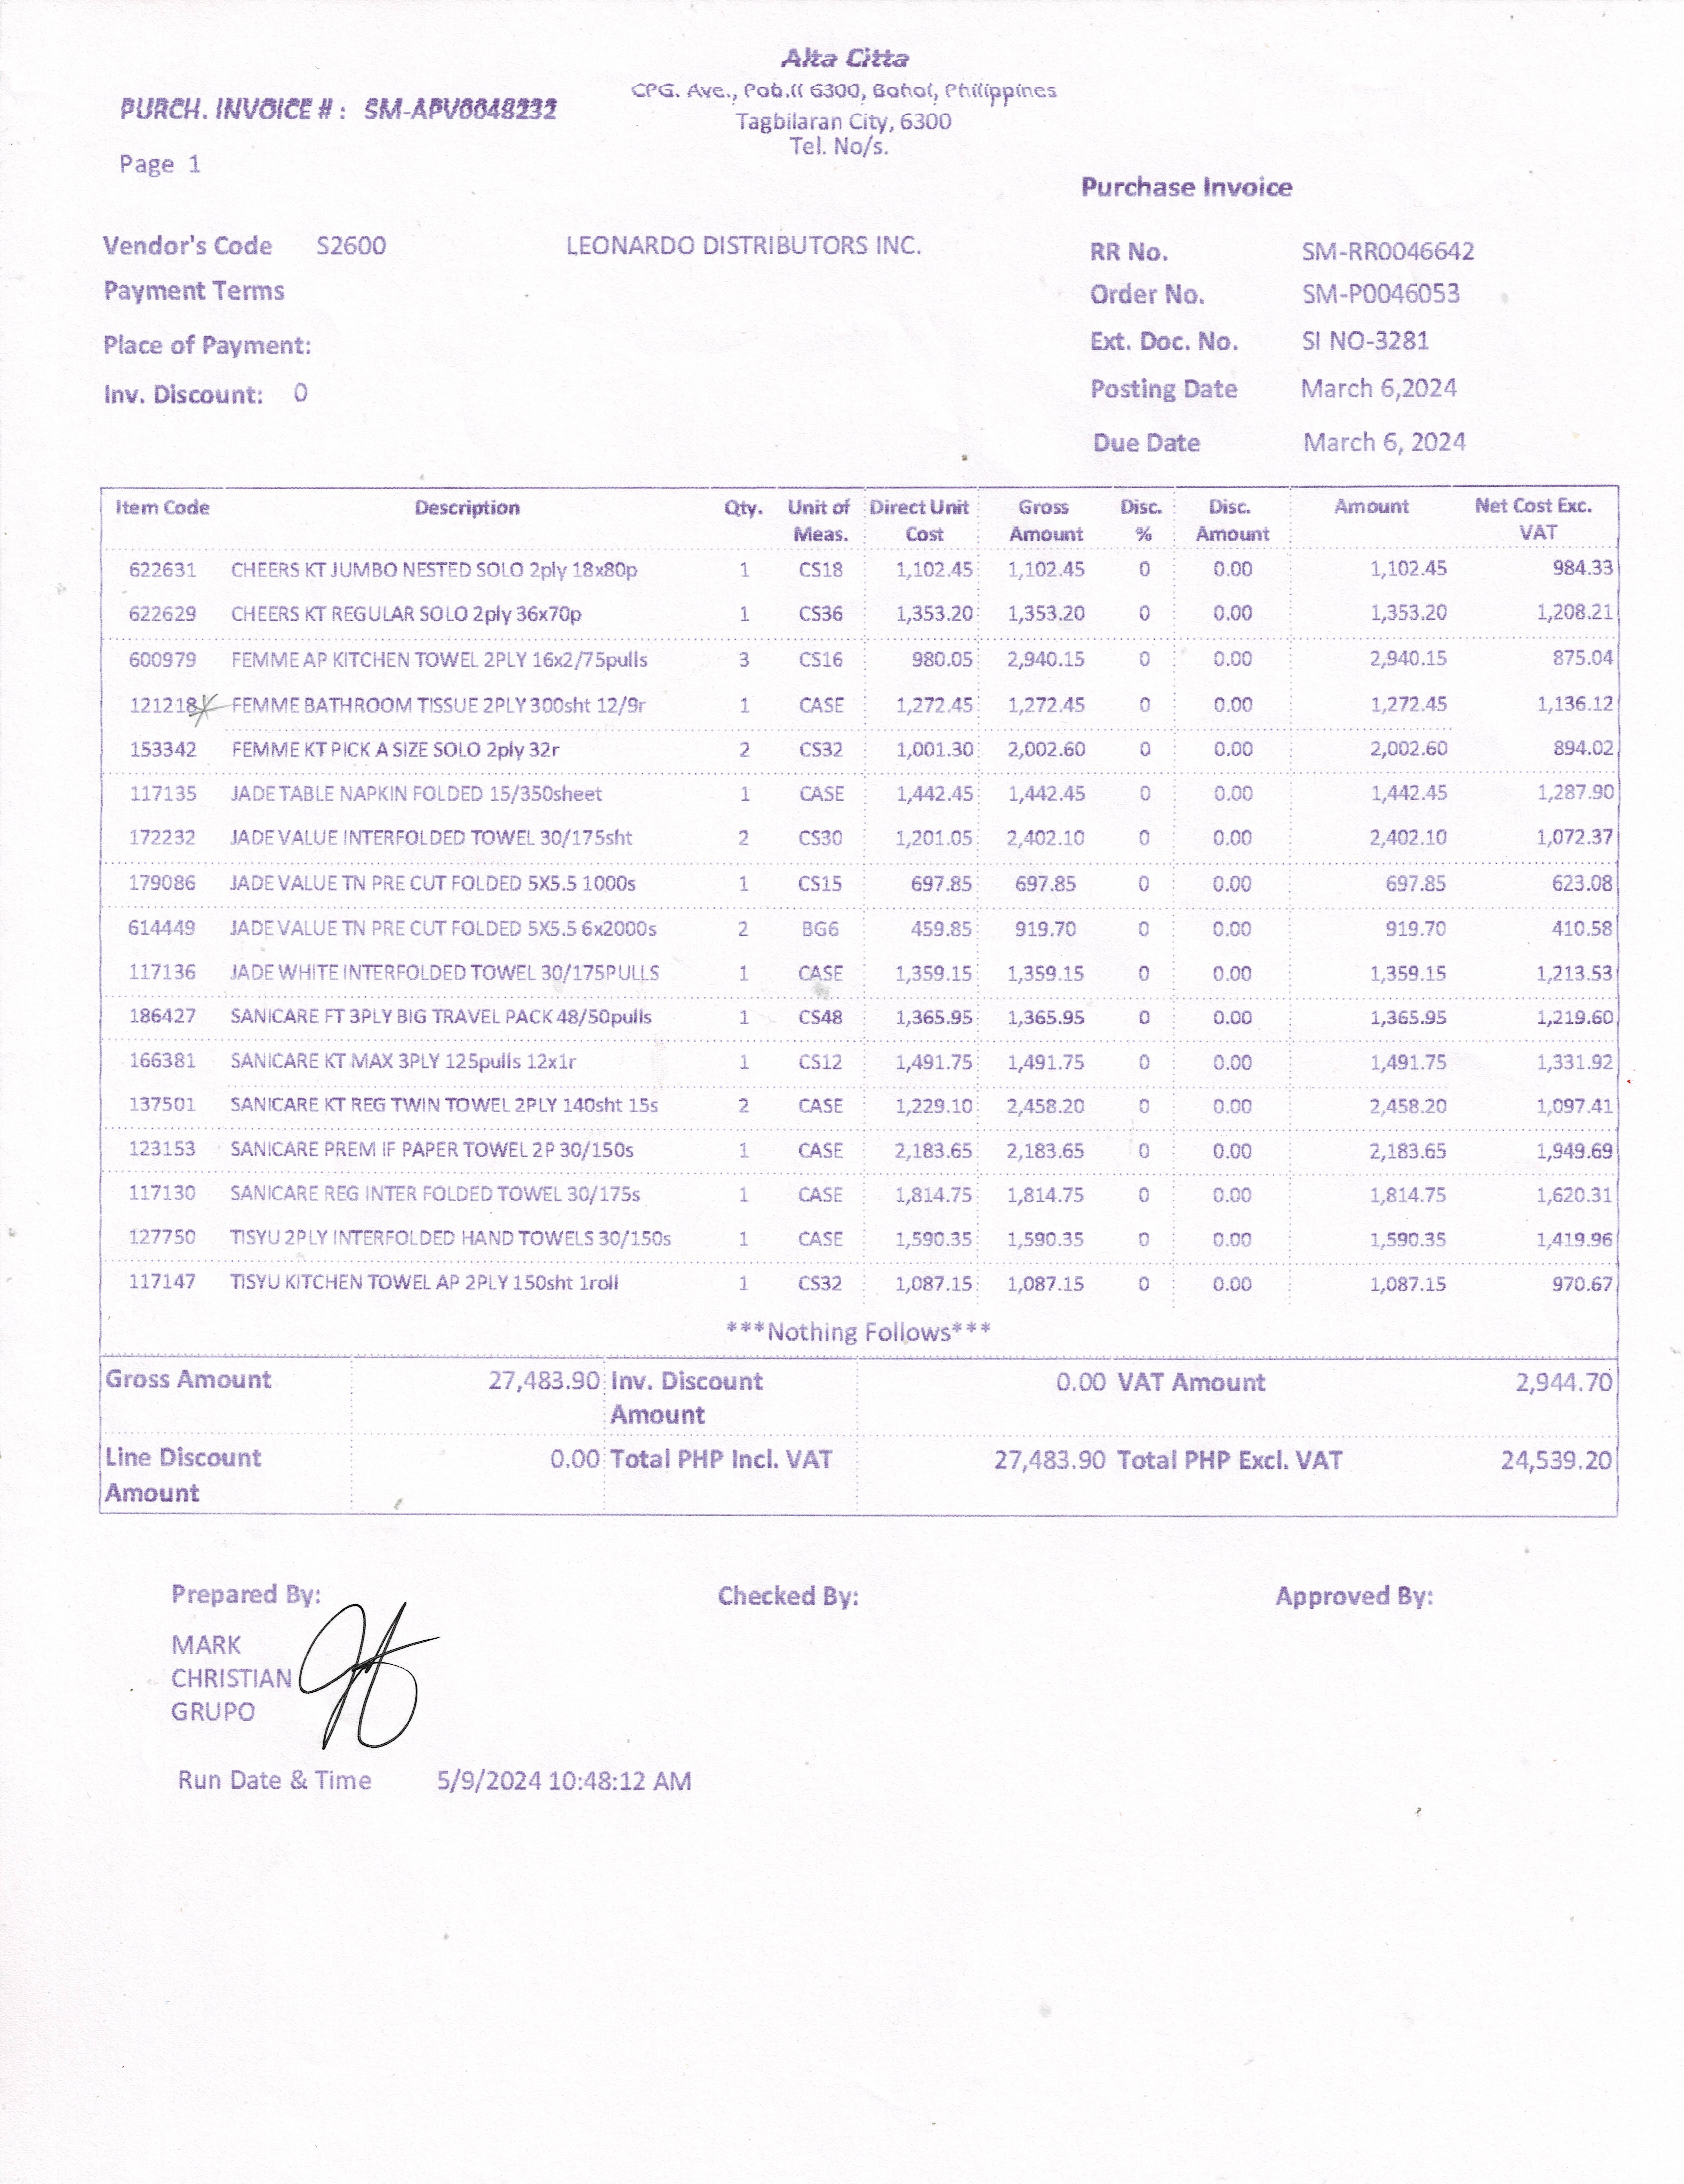 Alta Citta
CPG. Ave., Pob.II 6300, Bohol, Philippines
PURCH. INVOICE # : SM-APV0048232
Tagbilaran City, 6300
Tel. No/s.
Page 1
Purchase Invoice
Vendor's Code S2600 LEONARDO DISTRIBUTORS INC.
RR No. SM-RR0046642
Payment Terms
Order No. SM-P0046053
Place of Payment:
Ext. Doc. No. SI NO-3281
Inv. Discount: 0
Posting Date March 6,2024
Due Date March 6, 2024
Item Code Description Qty. Unit of Meas. Direct Unit Cost Gross Amount Disc. % Disc. Amount Amount Net Cost Exc. VAT
622631 CHEERS KT JUMBO NESTED SOLO 2ply 18x80p 1 CS18 1,102.45 1,102.45 0 0.00 1,102.45 984.33
622629 CHEERS KT REGULAR SOLO 2ply 36x70p 1 CS36 1,353.20 1,353.20 0 0.00 1,353.20 1,208.21
600979 FEMME AP KITCHEN TOWEL 2PLY 16x2/75pulls 3 CS16 980.05 2,940.15 0 0.00 2,940.15 875.04
121218 FEMME BATHROOM TISSUE 2PLY 300sht 12/9r 1 CASE 1,272.45 1,272.45 0 0.00 1,272.45 1,136.12
153342 FEMME KT PICK A SIZE SOLO 2ply 32r 2 CS32 1,001.30 2,002.60 0 0.00 2,002.60 894.02
117135 JADE TABLE NAPKIN FOLDED 15/350sheet 1 CASE 1,442.45 1,442.45 0 0.00 1,442.45 1,287.90
172232 JADE VALUE INTERFOLDED TOWEL 30/175sht 2 CS30 1,201.05 2,402.10 0 0.00 2,402.10 1,072.37
179086 JADE VALUE TN PRE CUT FOLDED 5X5.5 1000s 1 CS15 697.85 697.85 0 0.00 697.85 623.08
614449 JADE VALUE TN PRE CUT FOLDED 5X5.5 6x2000s 2 BG6 459.85 919.70 0 0.00 919.70 410.58
117136 JADE WHITE INTERFOLDED TOWEL 30/175PULLS 1 CASE 1,359.15 1,359.15 0 0.00 1,359.15 1,213.53
186427 SANICARE FT 3PLY BIG TRAVEL PACK 48/50pulls 1 CS48 1,365.95 1,365.95 0 0.00 1,365.95 1,219.60
166381 SANICARE KT MAX 3PLY 125pulls 12x1r 1 CS12 1,491.75 1,491.75 0 0.00 1,491.75 1,331.92
137501 SANICARE KT REG TWIN TOWEL 2PLY 140sht 15s 2 CASE 1,229.10 2,458.20 0 0.00 2,458.20 1,097.41
123153 SANICARE PREM IF PAPER TOWEL 2P 30/150s 1 CASE 2,183.65 2,183.65 0 0.00 2,183.65 1,949.69
117130 SANICARE REG INTER FOLDED TOWEL 30/175s 1 CASE 1,814.75 1,814.75 0 0.00 1,814.75 1,620.31
127750 TISYU 2PLY INTERFOLDED HAND TOWELS 30/150s 1 CASE 1,590.35 1,590.35 0 0.00 1,590.35 1,419.96
117147 TISYU KITCHEN TOWEL AP 2PLY 150sht 1roll 1 CS32 1,087.15 1,087.15 0 0.00 1,087.15 970.67
***Nothing Follows***
Gross Amount 27,483.90 Inv. Discount Amount 0.00 VAT Amount 2,944.70
Line Discount Amount 0.00 Total PHP Incl. VAT 27,483.90 Total PHP Excl. VAT 24,539.20
Prepared By: Checked By: Approved By:
MARK
CHRISTIAN
GRUPO
Run Date & Time 5/9/2024 10:48:12 AM